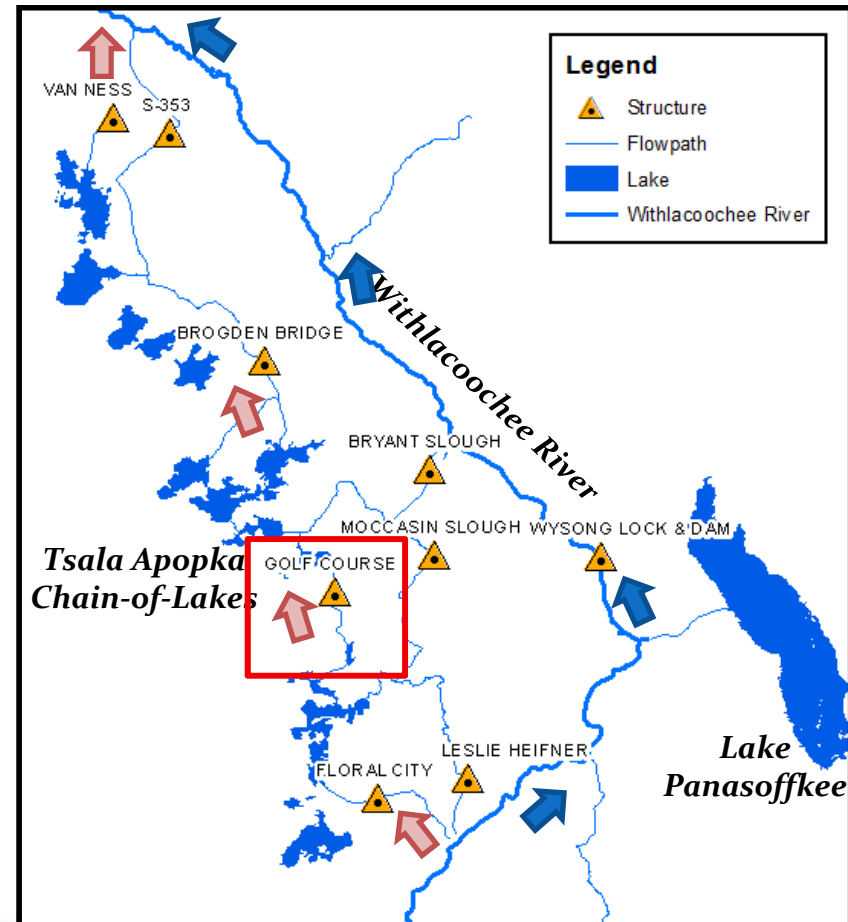 VAN NESS
S-353
Legend
Structure
Flowpath
Lake
Withlacoochee River
Withlacoochee River
BROGDEN BRIDGE
BRYANT SLOUGH
MOCCASIN SLOUGH
WYSONG LOCK & DAM
Tsala Apopka
Chain-of-Lakes
GOLF COURSE
LESLIE HEIFNER
FLORAL CITY
Lake
Panasoffkee